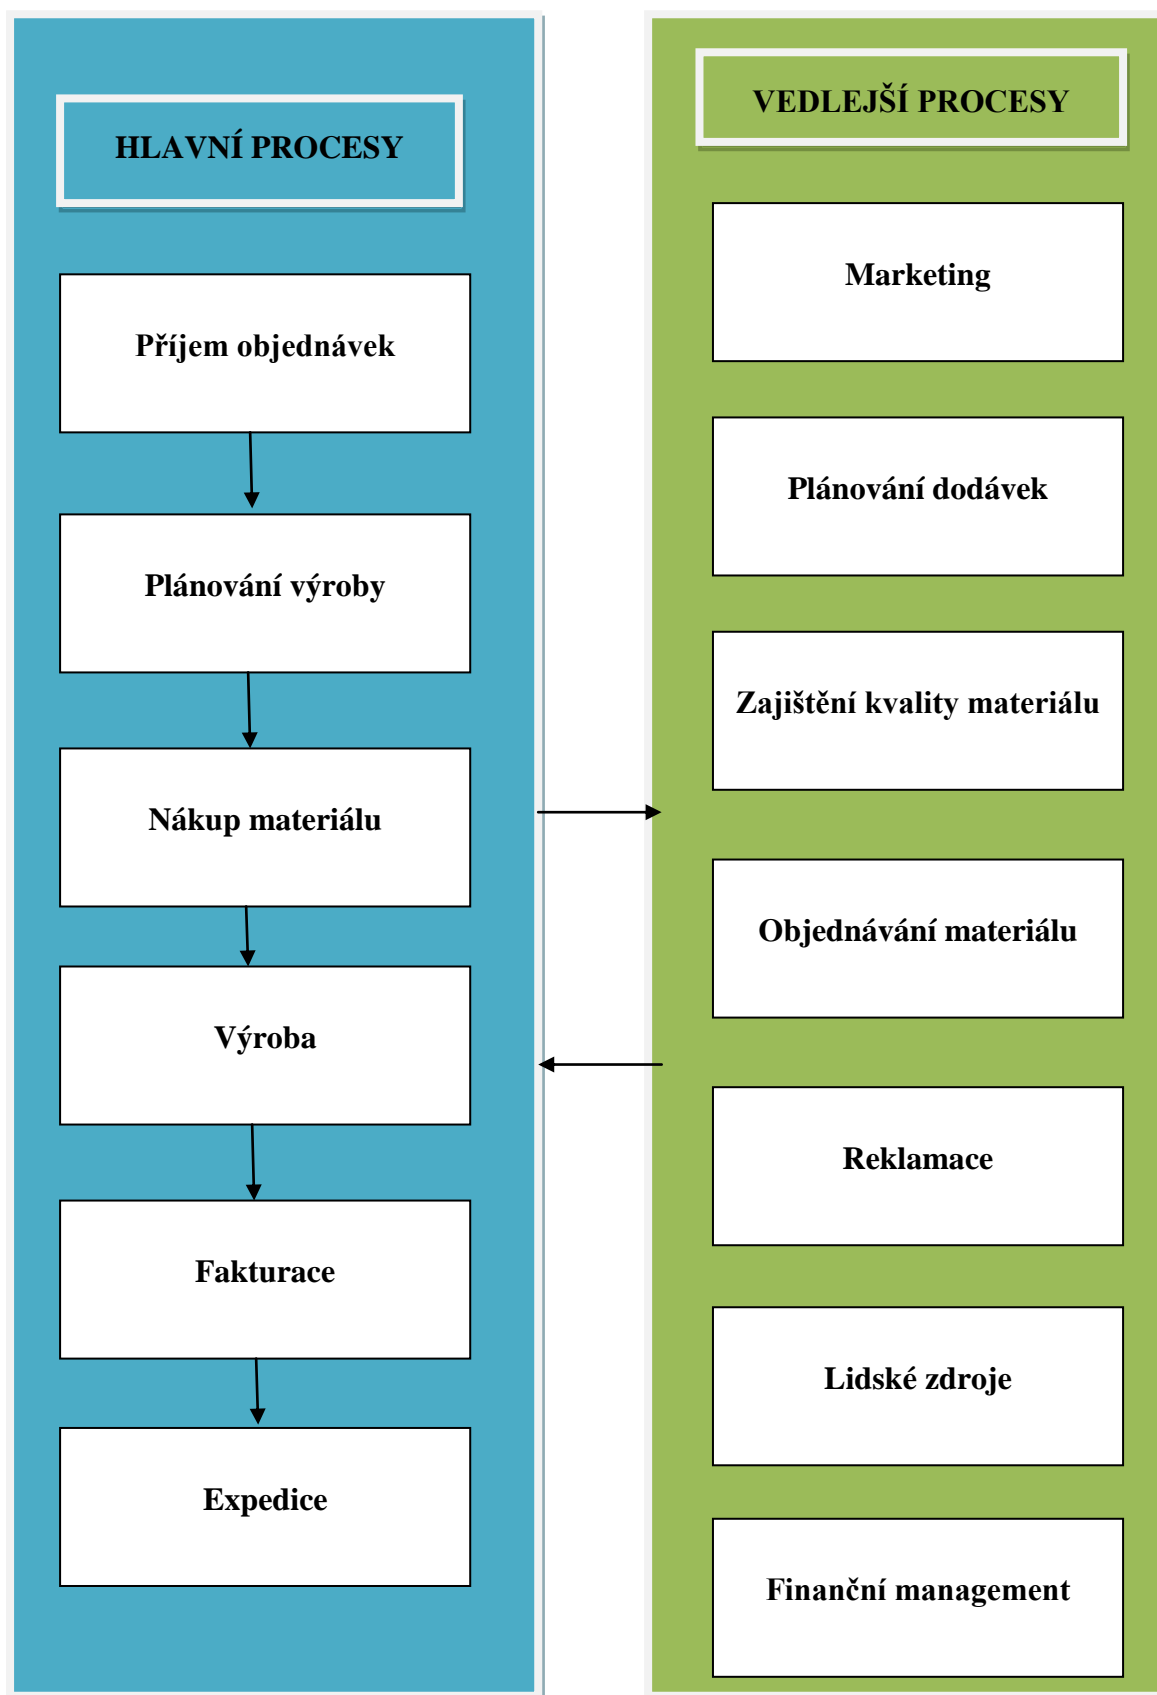 HLAVNÍ PROCESY
Příjem objednávek
Plánování výroby
Nákup materiálu
Výroba
Fakturace
Expedice
VEDLEJŠÍ PROCESY
Marketing
Plánování dodávek
Zajištění kvality materiálu
Objednávání materiálu
Reklamace
Lidské zdroje
Finanční management